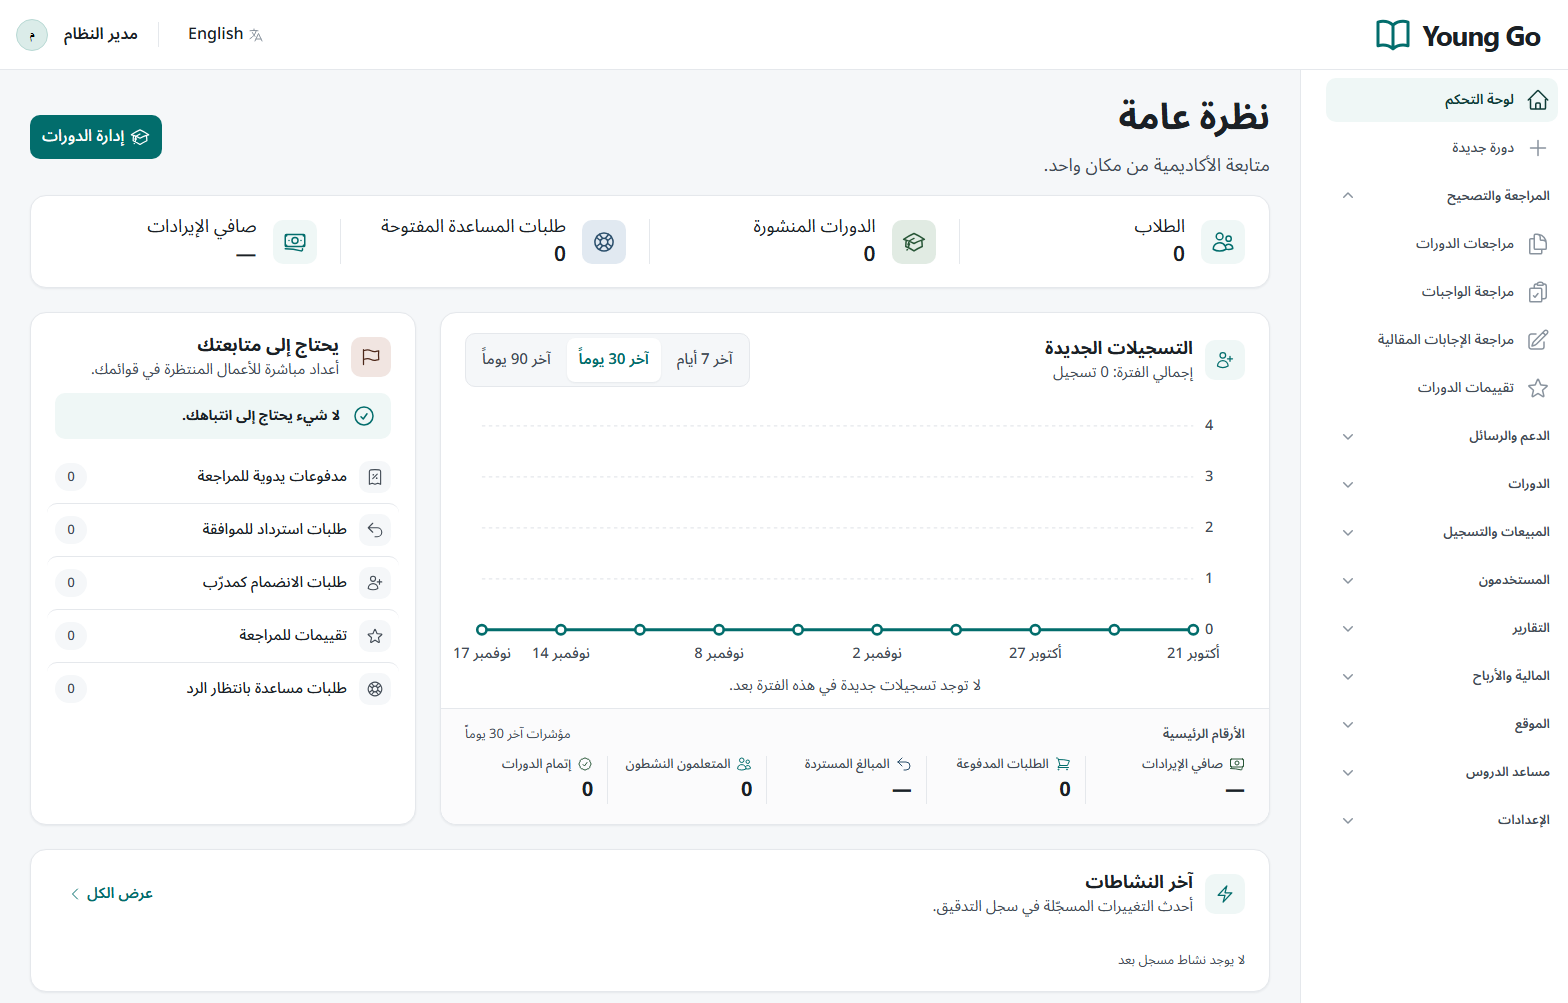 Young Go
English
مدير النظام
م
لوحة التحكم
دورة جديدة
المراجعة والتصحيح
مراجعات الدورات
مراجعة الواجبات
مراجعة الإجابات المقالية
تقييمات الدورات
الدعم والرسائل
الدورات
المبيعات والتسجيل
المستخدمون
التقارير
المالية والأرباح
الموقع
مساعد الدروس
الإعدادات
نظرة عامة
متابعة الأكاديمية من مكان واحد.
إدارة الدورات
الطلاب
0
الدورات المنشورة
0
طلبات المساعدة المفتوحة
0
صافي الإيرادات
—
التسجيلات الجديدة
إجمالي الفترة: 0 تسجيل
آخر 7 أيام
آخر 30 يوماً
آخر 90 يوماً
4
3
2
1
0
21 أكتوبر
27 أكتوبر
2 نوفمبر
8 نوفمبر
14 نوفمبر
17 نوفمبر
لا توجد تسجيلات جديدة في هذه الفترة بعد.
الأرقام الرئيسية
مؤشرات آخر 30 يوماً
صافي الإيرادات
—
الطلبات المدفوعة
0
المبالغ المستردة
—
المتعلمون النشطون
0
إتمام الدورات
0
يحتاج إلى متابعتك
أعداد مباشرة للأعمال المنتظرة في قوائمك.
لا شيء يحتاج إلى انتباهك.
مدفوعات يدوية للمراجعة
0
طلبات استرداد للموافقة
0
طلبات الانضمام كمدرّب
0
تقييمات للمراجعة
0
طلبات مساعدة بانتظار الرد
0
آخر النشاطات
أحدث التغييرات المسجّلة في سجل التدقيق.
عرض الكل
لا يوجد نشاط مسجل بعد